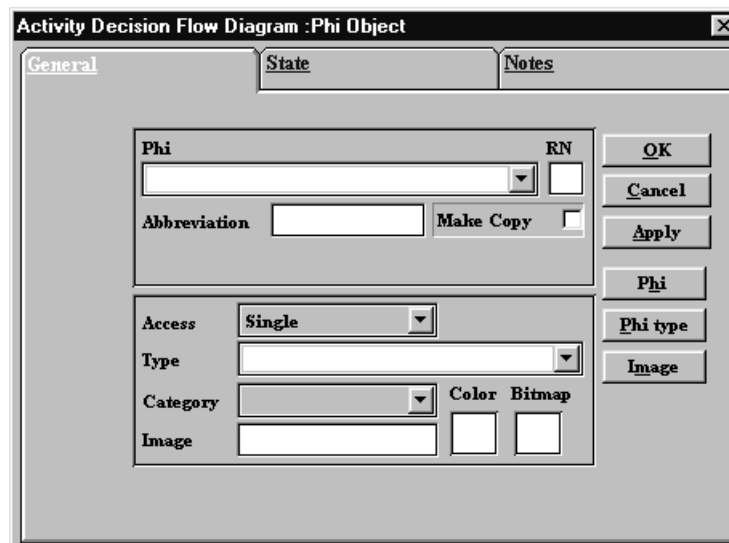 Activity Decision Flow Diagram :Phi Object
General State Notes
Phi RN
Abbreviation Make Copy
Access Single
Type
Category Color Bitmap
Image
OK
Cancel
Apply
Phi
Phi type
Image